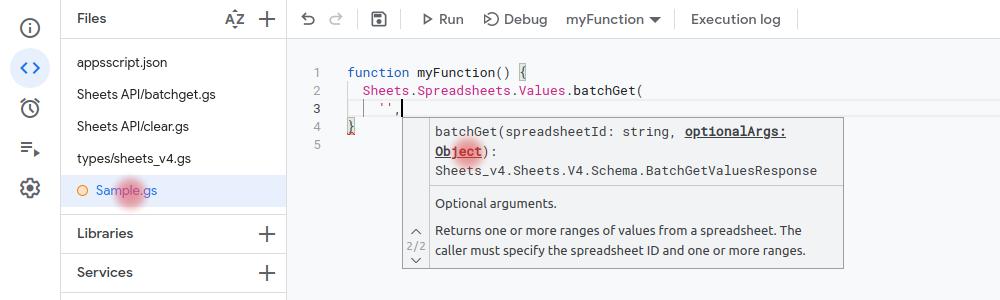 Files
AZ
Run
Debug
myFunction
Execution log
appsscript.json
Sheets API/batchget.gs
Sheets API/clear.gs
types/sheets_v4.gs
Sample.gs
Libraries
Services
1 function myFunction() {
2 Sheets.Spreadsheets.Values.batchGet(
3 '',
4 }
5
batchGet(spreadsheetId: string, optionalArgs:
Object):
Sheets_v4.Sheets.V4.Schema.BatchGetValuesResponse
Optional arguments.
Returns one or more ranges of values from a spreadsheet. The
caller must specify the spreadsheet ID and one or more ranges.
2/2